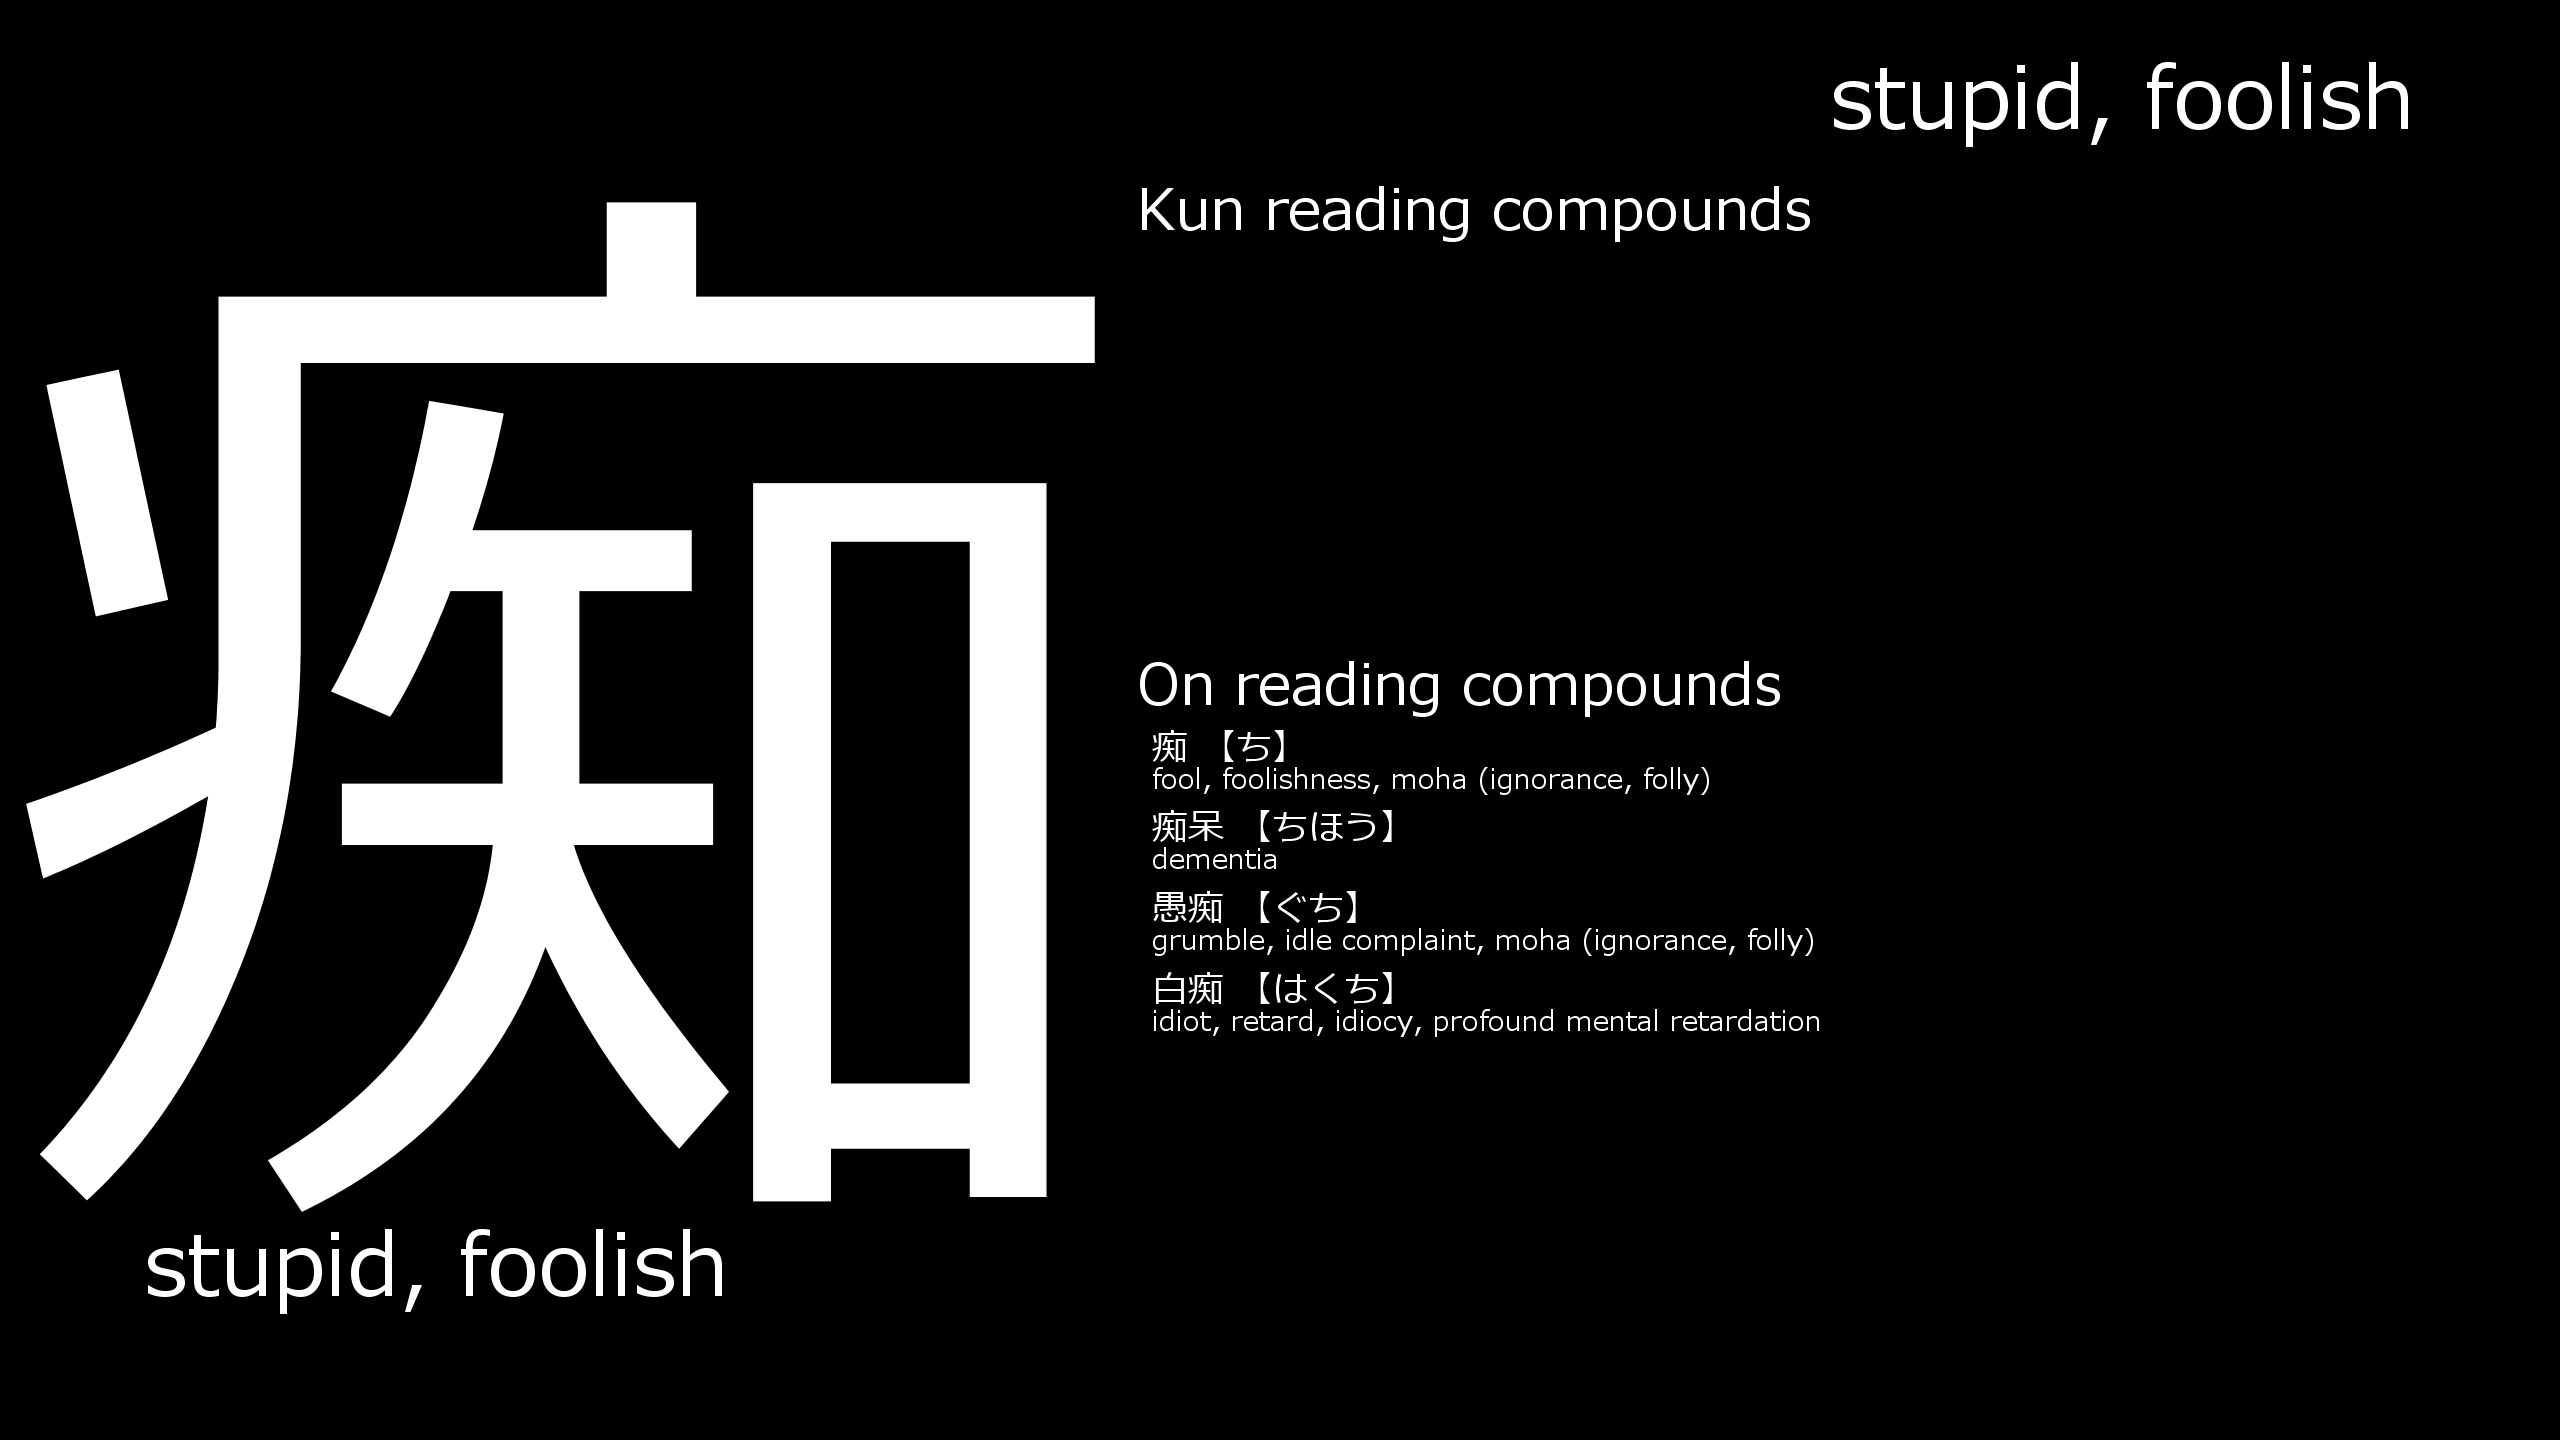 痴
stupid, foolish
stupid, foolish
Kun reading compounds
On reading compounds
痴 【ち】
fool, foolishness, moha (ignorance, folly)
痴呆 【ちほう】
dementia
愚痴 【ぐち】
grumble, idle complaint, moha (ignorance, folly)
白痴 【はくち】
idiot, retard, idiocy, profound mental retardation